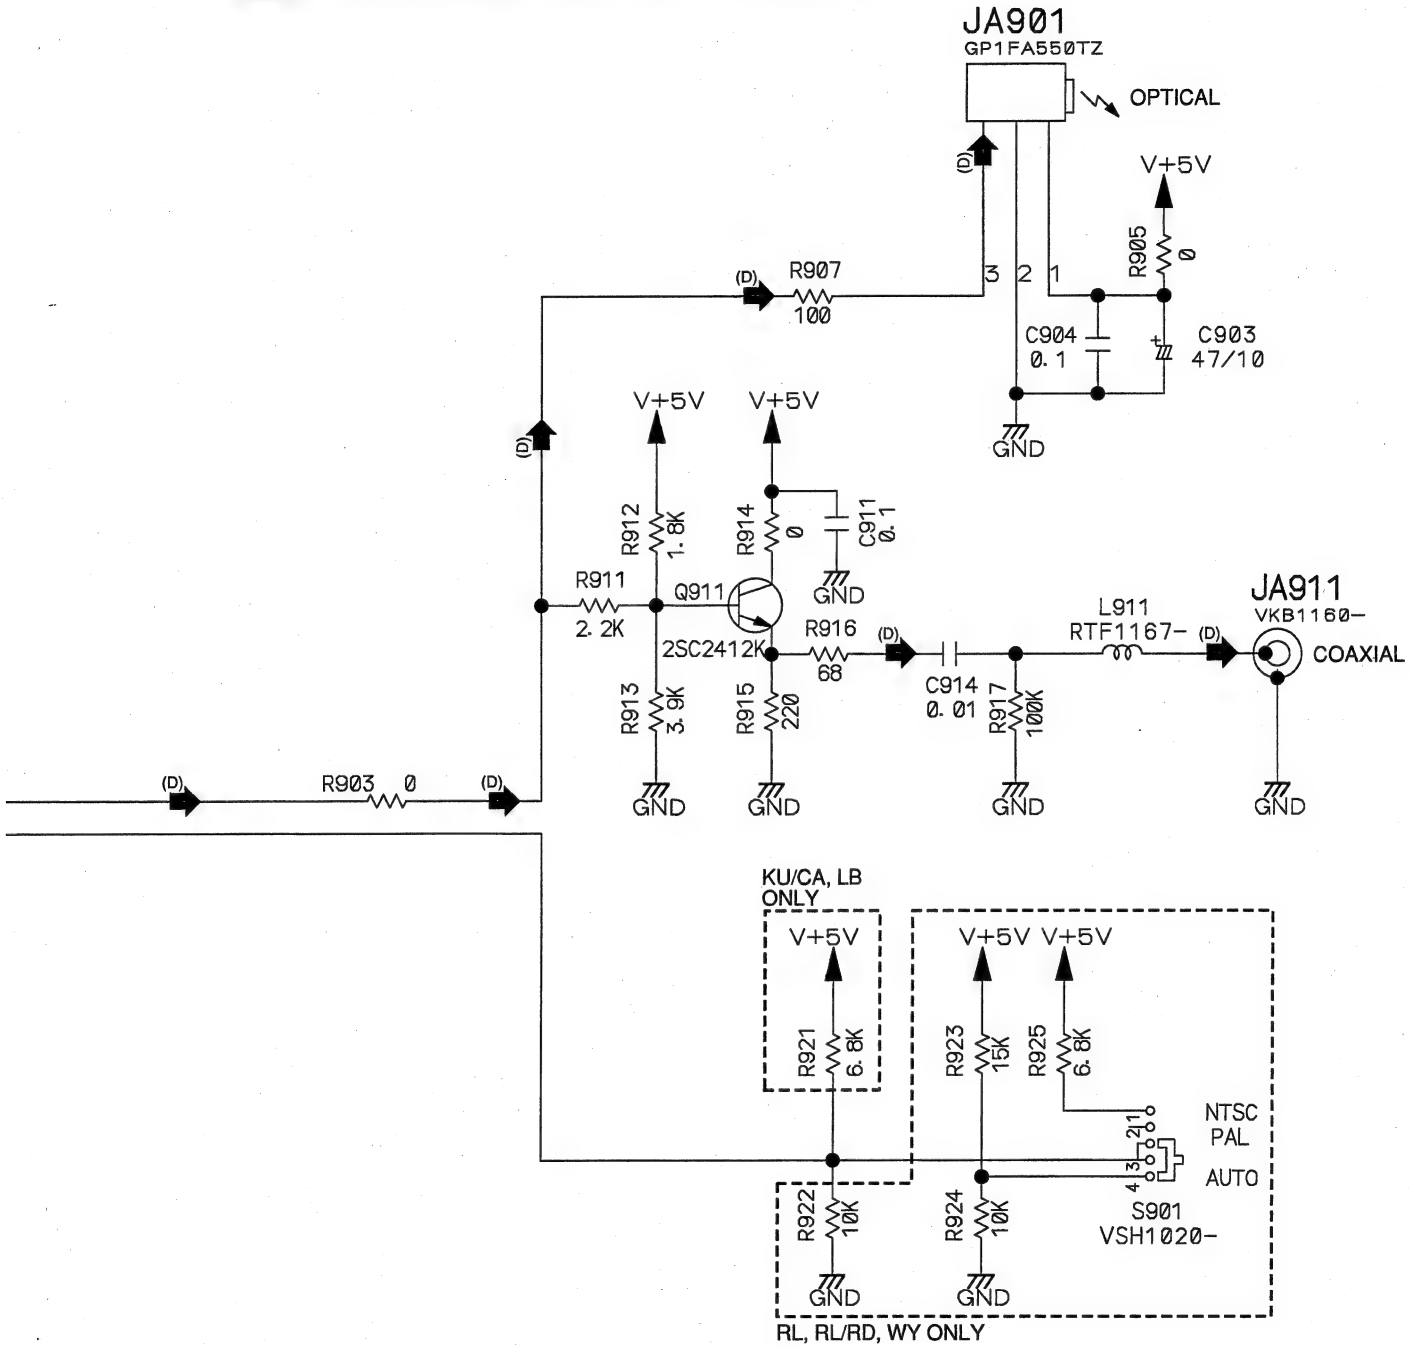 JA901
GP1FA550TZ
OPTICAL
(D)
V+5V
R905
0
3 2 1
(D)
R907
100
C904
0.1
+
C903
47/10
GND
(D)
V+5V
V+5V
R912
1.8K
R914
0
C911
0.1
GND
R911
2.2K
Q911
2SC2412K
R916
68
(D)
C914
0.01
L911
RTF1167-
(D)
JA911
VKB1160-
COAXIAL
R913
3.9K
R915
220
R917
100K
GND
GND
GND
GND
(D)
R903 0
(D)
KU/CA, LB
ONLY
V+5V
V+5V
V+5V
R921
6.8K
R923
15K
R925
6.8K
1
2
3
4
NTSC
PAL
AUTO
S901
VSH1020-
R922
10K
R924
10K
GND
GND
RL, RL/RD, WY ONLY